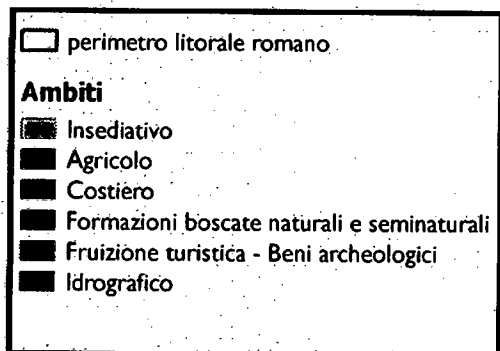 perimetro litorale romano
Ambiti
Insediativo
Agricolo
Costiero
Formazioni boscate naturali e seminaturali
Fruizione turistica - Beni archeologici
Idrografico